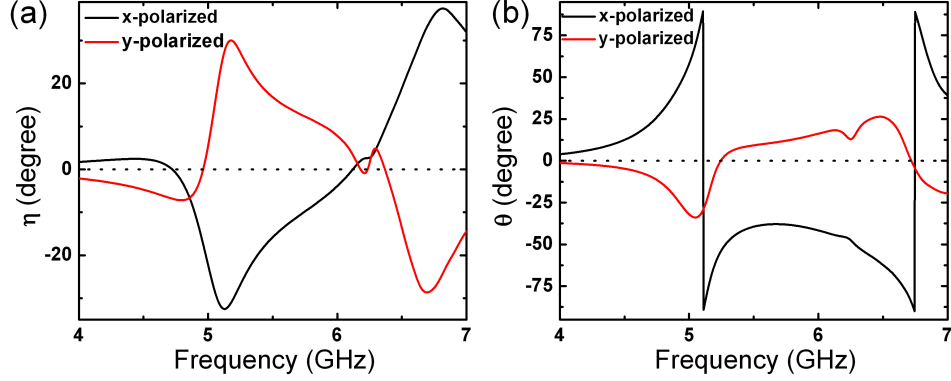 (a)
x-polarized
y-polarized
20
0
-20
η (degree)
4
5
6
7
Frequency (GHz)
(b)
x-polarized
y-polarized
75
50
25
0
-25
-50
-75
θ (degree)
4
5
6
7
Frequency (GHz)